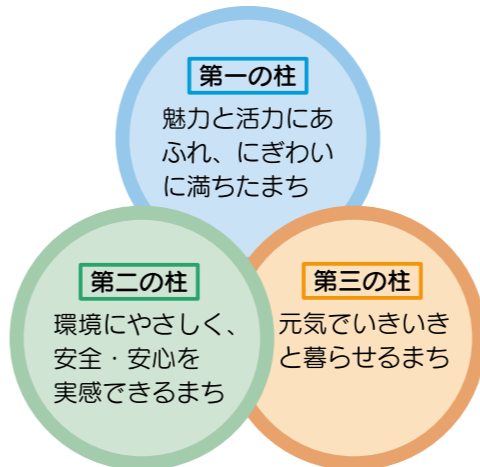 第一の柱
魅力と活力にあ
ふれ、にぎわい
に満ちたまち
第二の柱
環境にやさしく、
安全・安心を
実感できるまち
第三の柱
元気でいきいき
と暮らせるまち